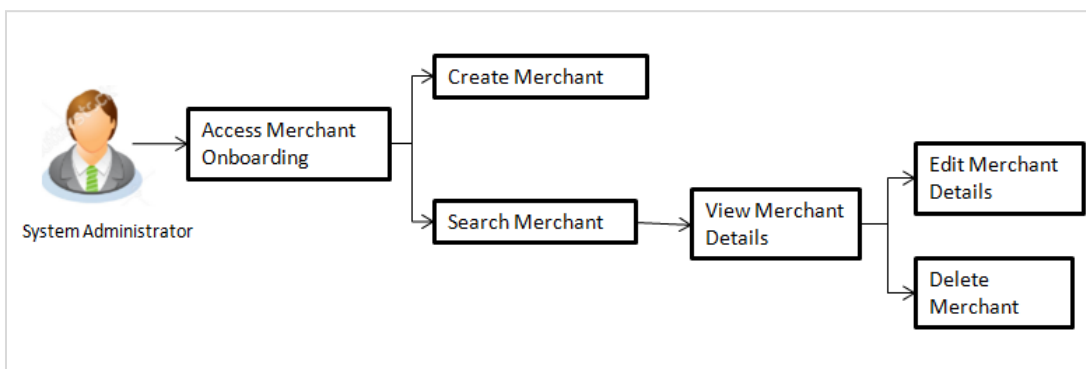 Create Merchant
Access Merchant
Onboarding
System Administrator
Search Merchant
View Merchant
Details
Edit Merchant
Details
Delete
Merchant